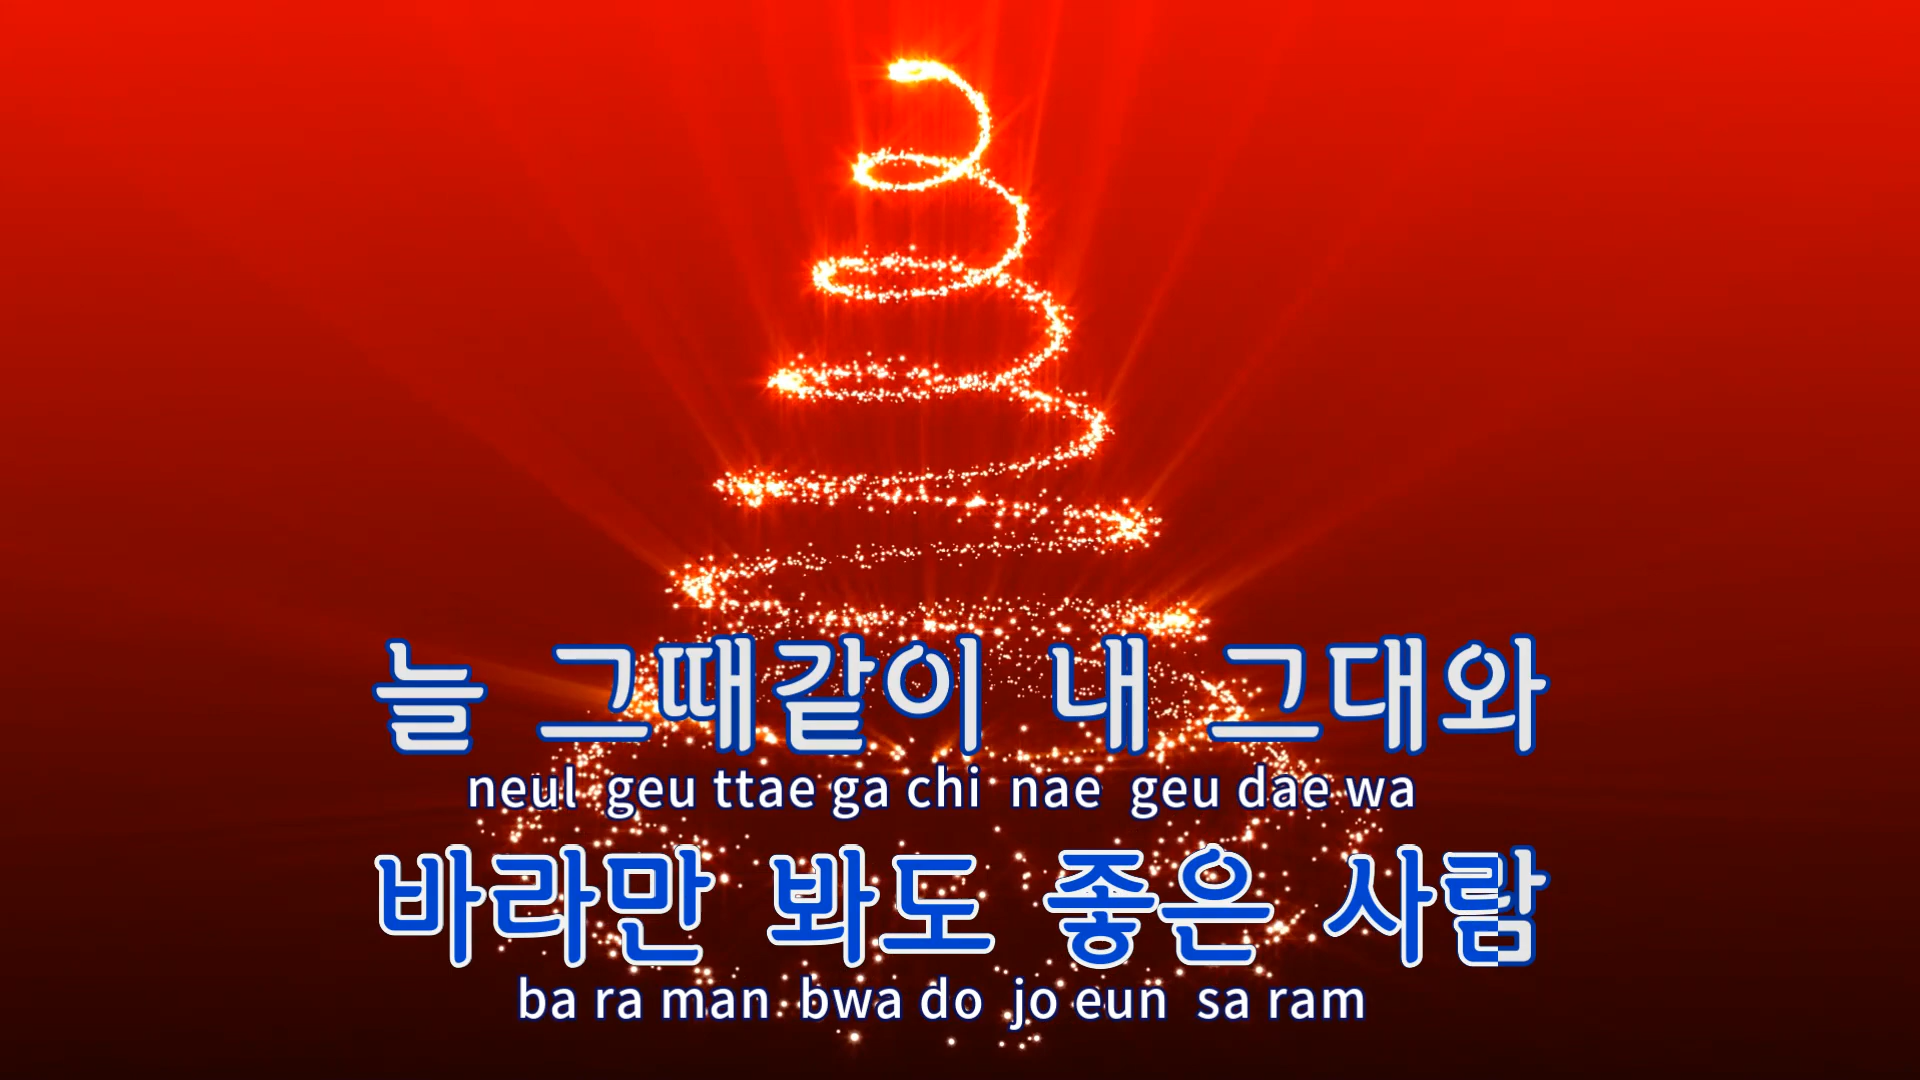 늘 그때같이 내 그대와
neul geu ttae ga chi nae geu dae wa
바라만 봐도 좋은 사람
ba ra man bwa do jo eun sa ram